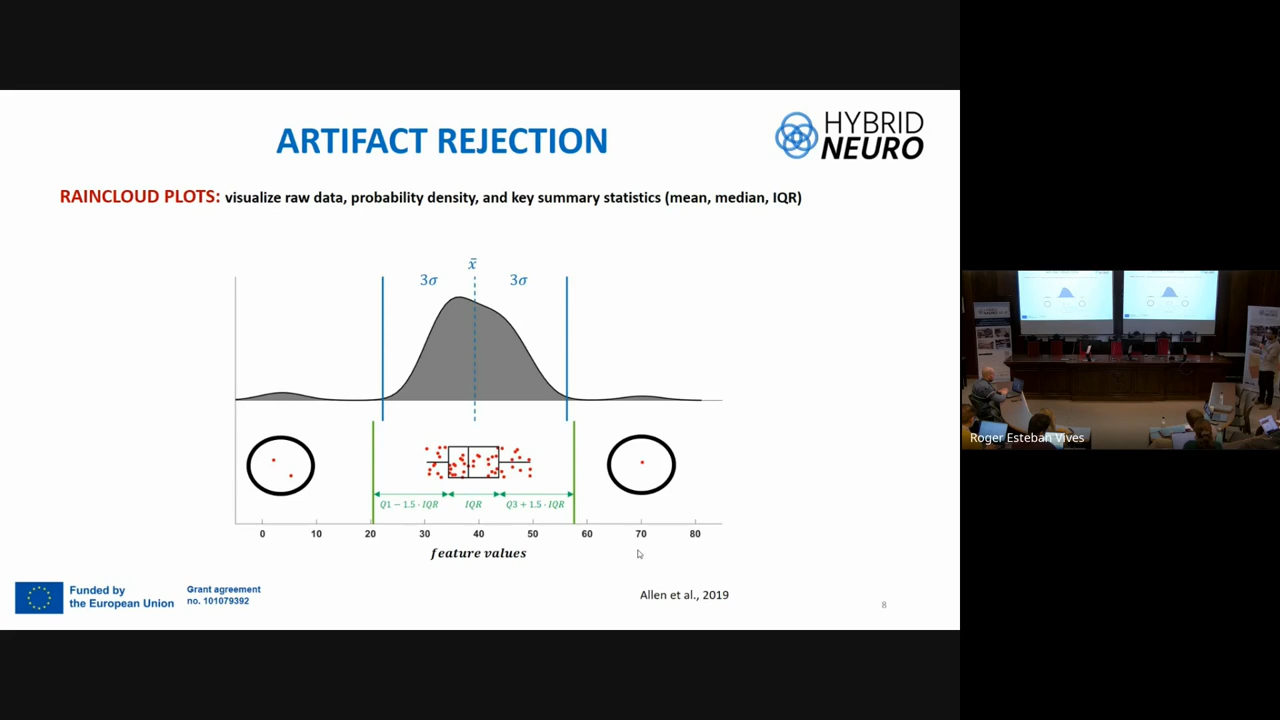 ARTIFACT REJECTION
HYBRID
NEURO
RAINCLOUD PLOTS: visualize raw data, probability density, and key summary statistics (mean, median, IQR)
x̄
3σ 3σ
Q1 − 1.5 · IQR IQR Q3 + 1.5 · IQR
0 10 20 30 40 50 60 70 80
feature values
Funded by
the European Union
Grant agreement
no. 101079392
Allen et al., 2019
8
Roger Esteban Vives